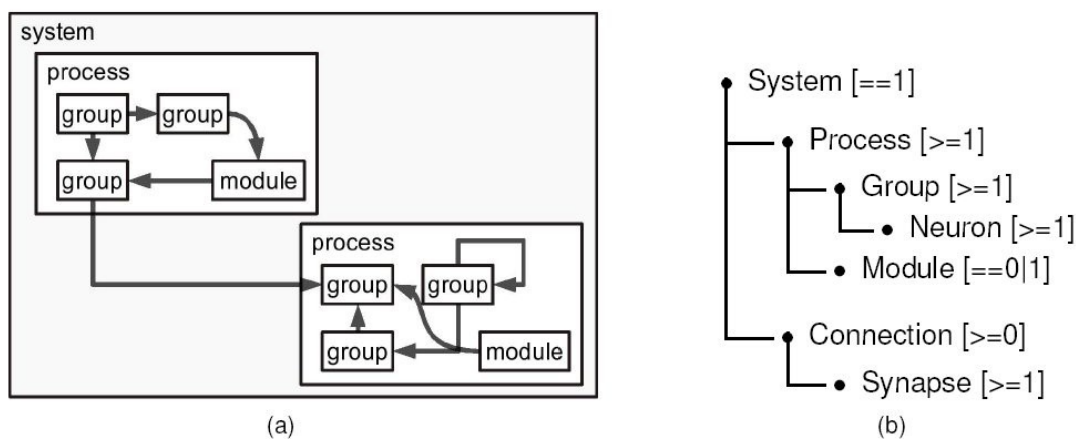 system
process
group
group
group
module
process
group
group
group
module
(a)
System [==1]
Process [>=1]
Group [>=1]
Neuron [>=1]
Module [==0|1]
Connection [>=0]
Synapse [>=1]
(b)